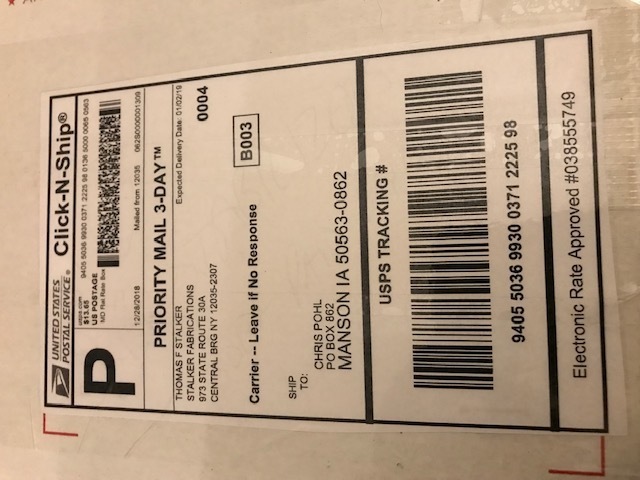 UNITED STATES
POSTAL SERVICE®
Click-N-Ship®
P
usps.com
$13.65
US POSTAGE
MD Flat Rate Box
9405 5036 9930 0371 2225 98 0136 5000 0065 0563
12/28/2018
Mailed from 12035 062S0000001309
PRIORITY MAIL 3-DAY™
THOMAS F STALKER
STALKER FABRICATIONS
973 STATE ROUTE 30A
CENTRAL BRG NY 12035-2307
Expected Delivery Date: 01/02/19
0004
B003
Carrier -- Leave if No Response
SHIP
TO:
CHRIS POHL
PO BOX 862
MANSON IA 50563-0862
USPS TRACKING #
9405 5036 9930 0371 2225 98
Electronic Rate Approved #038555749